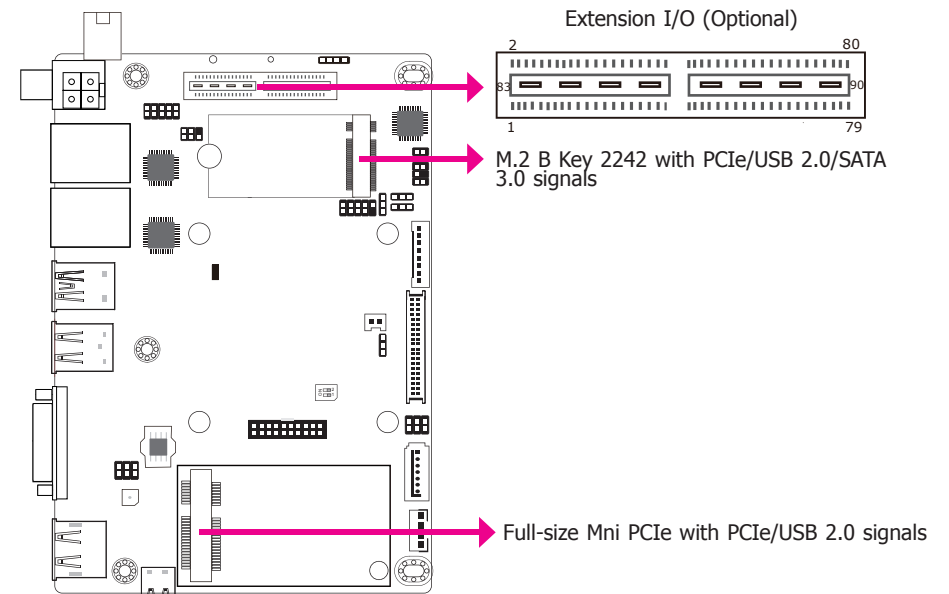 Extension I/O (Optional)
2 80
83 90
1 79
M.2 B Key 2242 with PCIe/USB 2.0/SATA
3.0 signals
Full-size Mni PCIe with PCIe/USB 2.0 signals